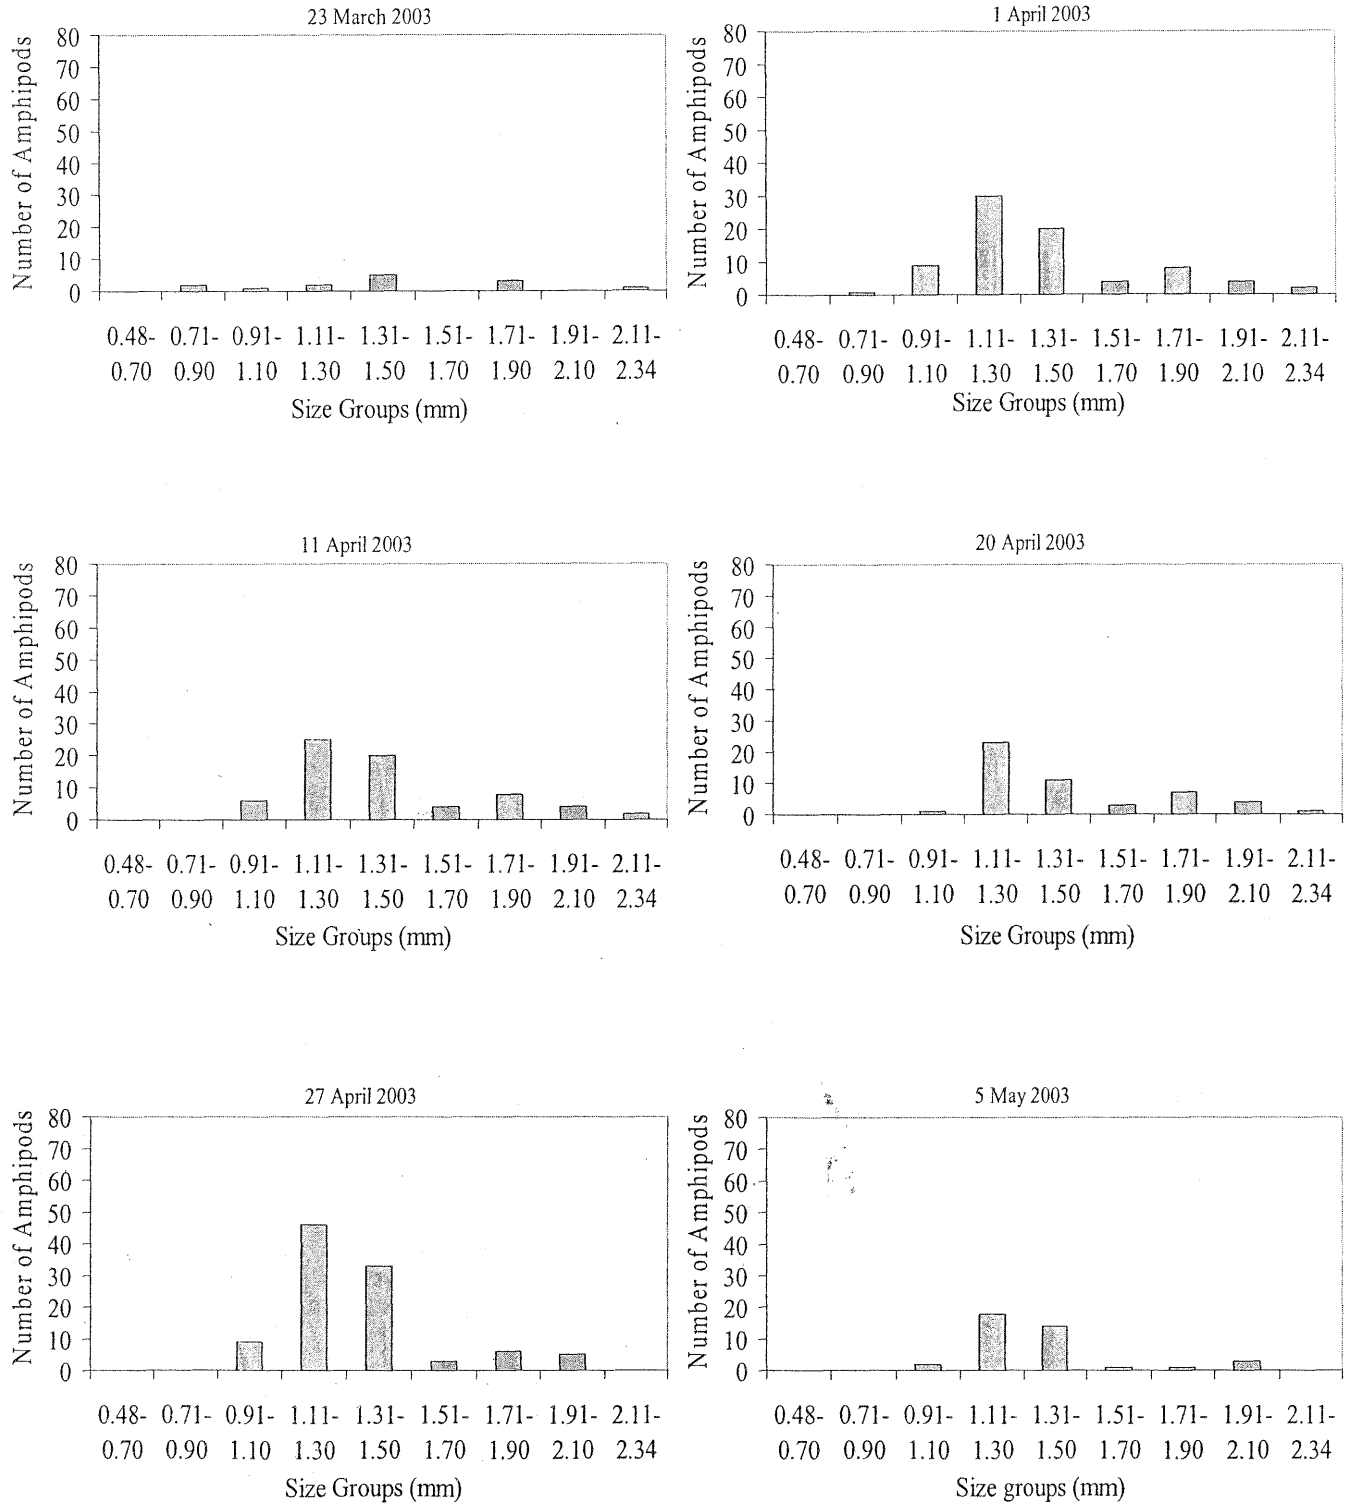 23 March 2003
Number of Amphipods
80
70
60
50
40
30
20
10
0
0.48- 0.71- 0.91- 1.11- 1.31- 1.51- 1.71- 1.91- 2.11-
0.70 0.90 1.10 1.30 1.50 1.70 1.90 2.10 2.34
Size Groups (mm)
1 April 2003
Number of Amphipods
80
70
60
50
40
30
20
10
0
0.48- 0.71- 0.91- 1.11- 1.31- 1.51- 1.71- 1.91- 2.11-
0.70 0.90 1.10 1.30 1.50 1.70 1.90 2.10 2.34
Size Groups (mm)
11 April 2003
Number of Amphipods
80
70
60
50
40
30
20
10
0
0.48- 0.71- 0.91- 1.11- 1.31- 1.51- 1.71- 1.91- 2.11-
0.70 0.90 1.10 1.30 1.50 1.70 1.90 2.10 2.34
Size Groups (mm)
20 April 2003
Number of Amphipods
80
70
60
50
40
30
20
10
0
0.48- 0.71- 0.91- 1.11- 1.31- 1.51- 1.71- 1.91- 2.11-
0.70 0.90 1.10 1.30 1.50 1.70 1.90 2.10 2.34
Size Groups (mm)
27 April 2003
Number of Amphipods
80
70
60
50
40
30
20
10
0
0.48- 0.71- 0.91- 1.11- 1.31- 1.51- 1.71- 1.91- 2.11-
0.70 0.90 1.10 1.30 1.50 1.70 1.90 2.10 2.34
Size Groups (mm)
5 May 2003
Number of Amphipods
80
70
60
50
40
30
20
10
0
0.48- 0.71- 0.91- 1.11- 1.31- 1.51- 1.71- 1.91- 2.11-
0.70 0.90 1.10 1.30 1.50 1.70 1.90 2.10 2.34
Size groups (mm)